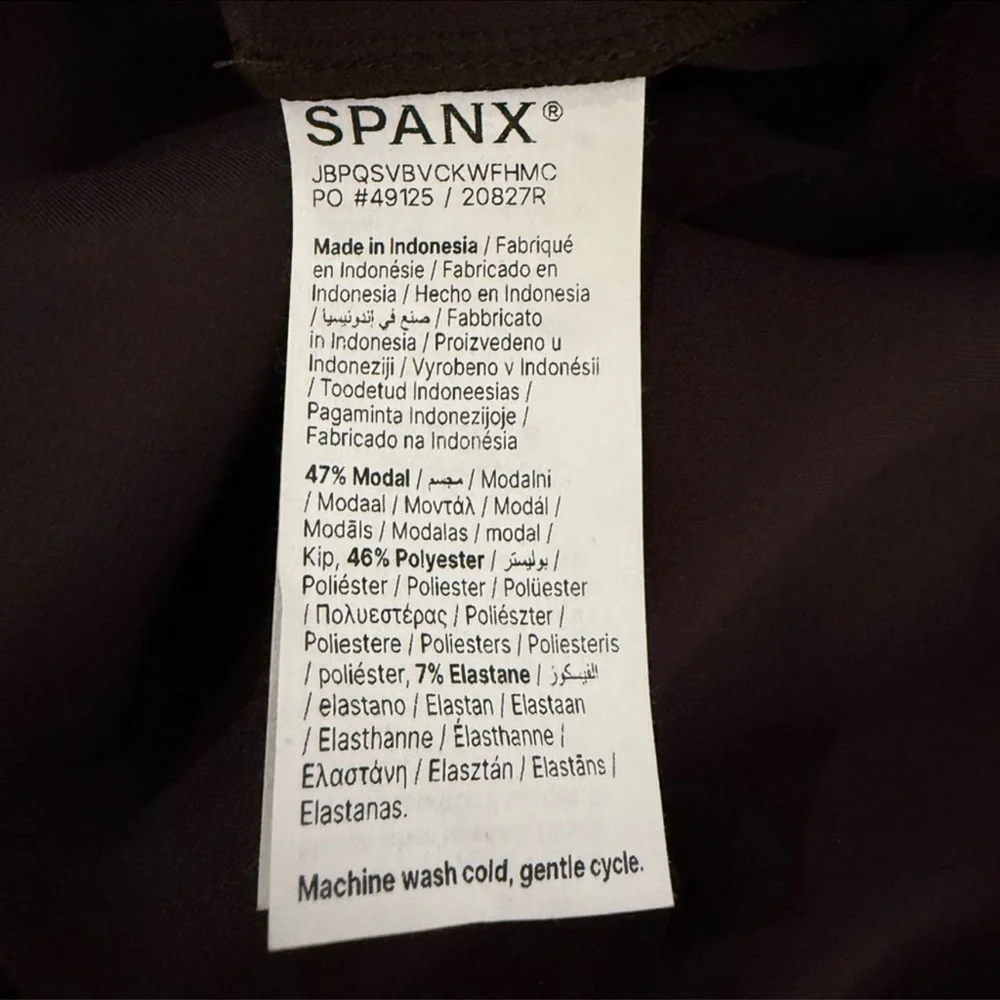 SPANX®
JBPQSVBVCKWFHMC
PO #49125 / 20827R
Made in Indonesia / Fabriqué
en Indonésie / Fabricado en
Indonesia / Hecho en Indonesia
/ صنع في إندونيسيا / Fabbricato
in Indonesia / Proizvedeno u
Indoneziji / Vyrobeno v Indonésii
/ Toodetud Indoneesias /
Pagaminta Indonezijoje /
Fabricado na Indonésia
47% Modal / مجسم / Modalni
/ Modaal / Μοντάλ / Modál /
Modāls / Modalas / modal /
Kip, 46% Polyester / بوليستر /
Poliéster / Poliester / Polüester
/ Πολυεστέρας / Poliészter /
Poliestere / Poliesters / Poliesteris
/ poliéster, 7% Elastane / الفيسكوز
/ elastano / Elastan / Elastaan
/ Elasthanne / Élasthanne /
Ελαστάνη / Elasztán / Elastāns /
Elastanas.
Machine wash cold, gentle cycle.